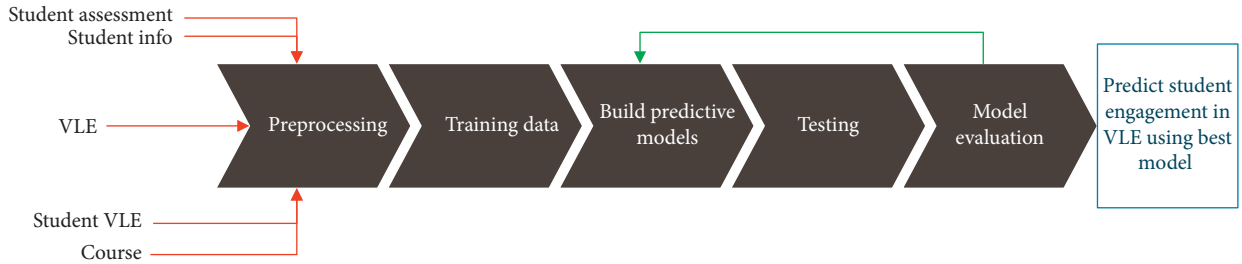 Student assessment
Student info
VLE
Student VLE
Course
Preprocessing
Training data
Build predictive
models
Testing
Model
evaluation
Predict student
engagement in
VLE using best
model